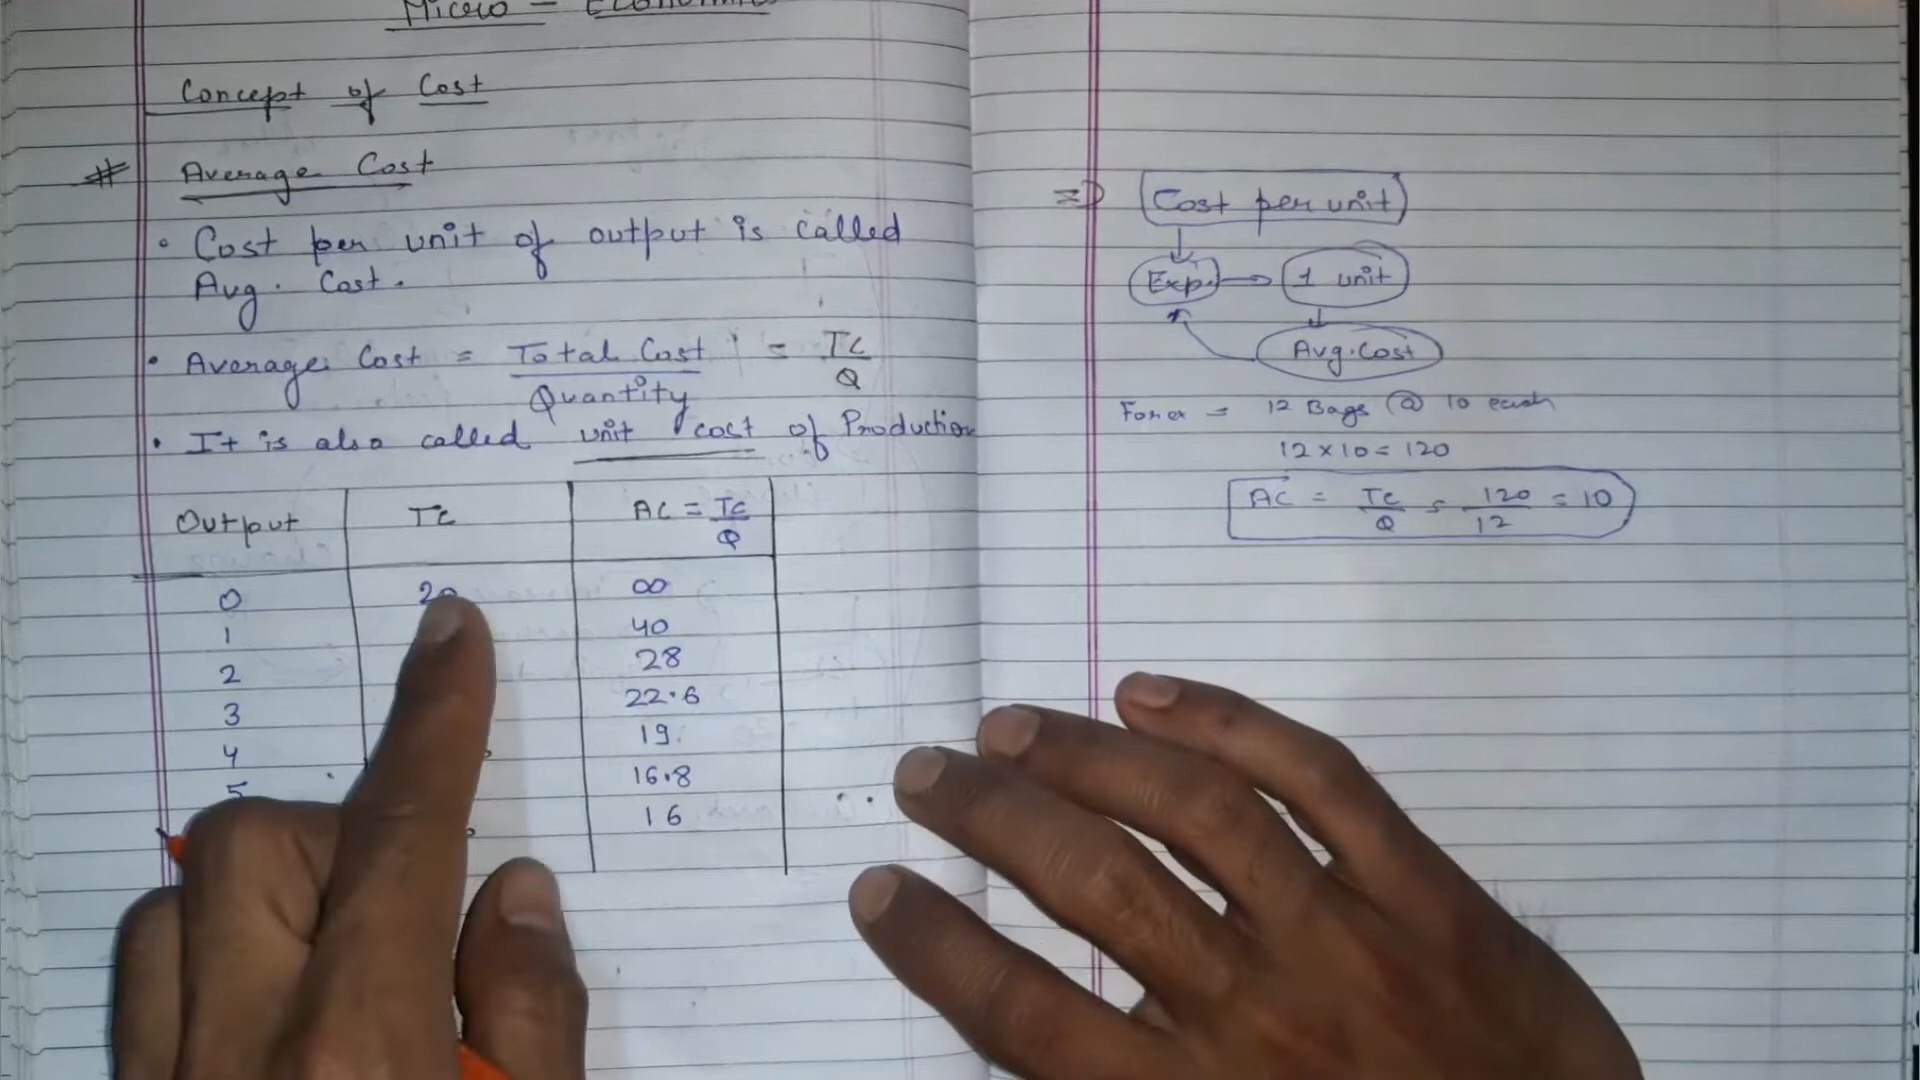 Micro - Economics
Concept of Cost
# Average Cost
• Cost per unit of output is called
Avg. Cost.
• Average Cost = Total Cost / Quantity = TC / Q
• It is also called unit cost of Production
Output TC AC = TC / Q
0 20 ∞
1 40
2 28
3 22.6
4 19.
5 16.8
16
=> Cost per unit
Exp. → 1 unit
Avg. Cost
For ex = 12 Bags @ 10 each
12 x 10 = 120
AC = TC / Q = 120 / 12 = 10